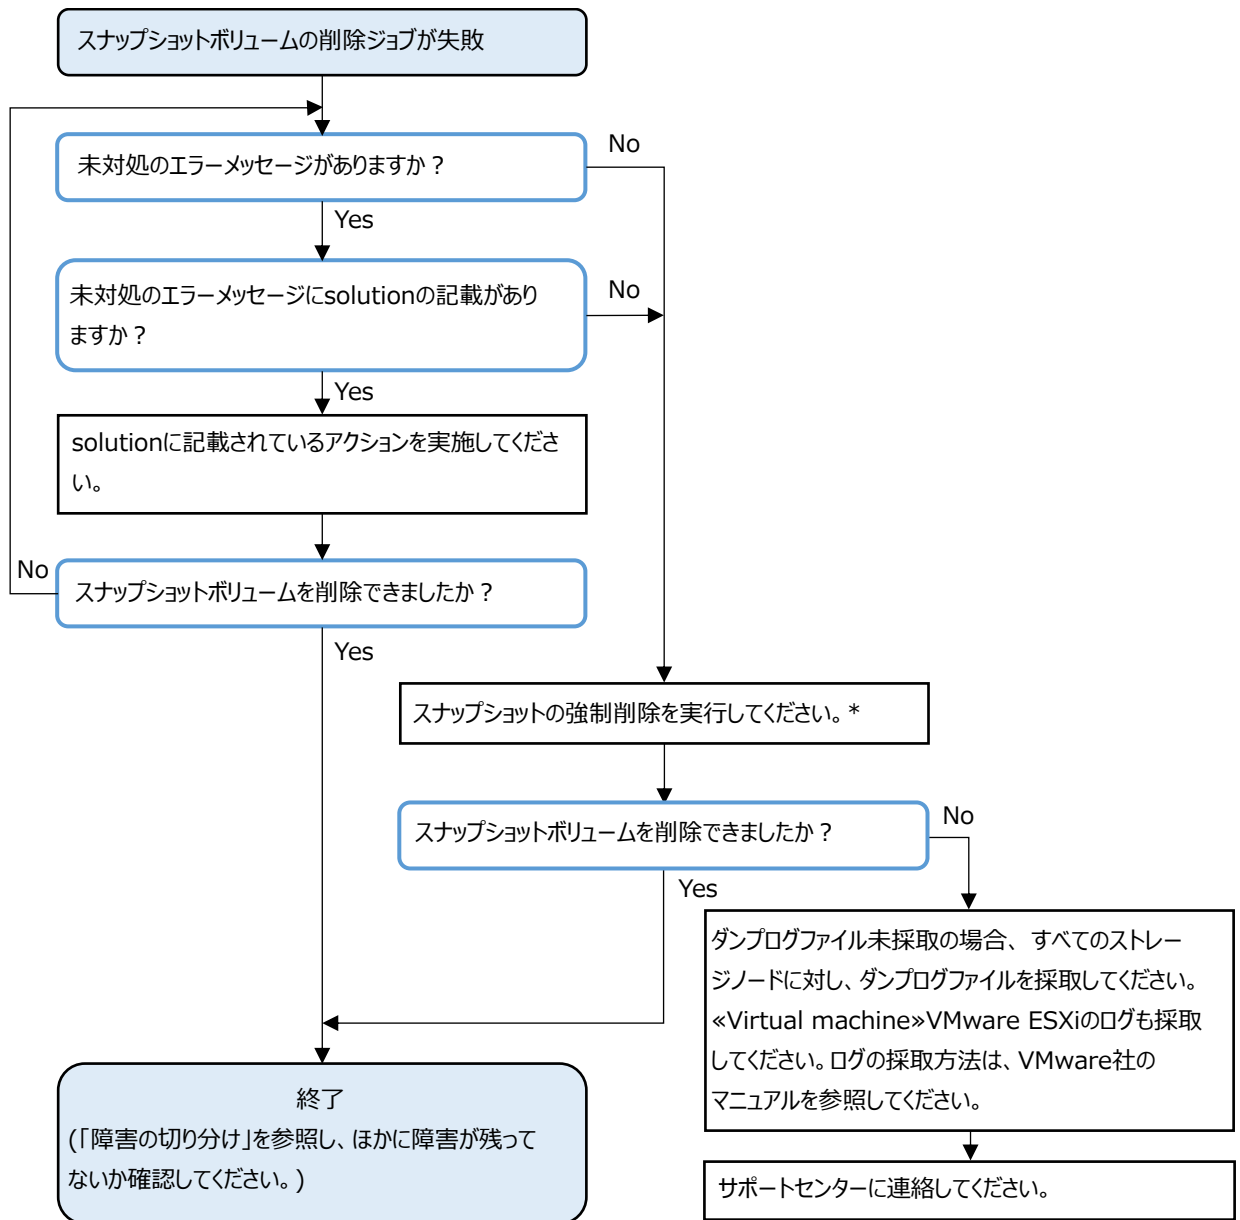 スナップショットボリュームの削除ジョブが失敗
未対処のエラーメッセージがありますか？
No
Yes
未対処のエラーメッセージにsolutionの記載があり
ますか？
No
Yes
solutionに記載されているアクションを実施してくださ
い。
No
スナップショットボリュームを削除できましたか？
Yes
スナップショットの強制削除を実行してください。*
スナップショットボリュームを削除できましたか？
No
Yes
ダンプログファイル未採取の場合、すべてのストレー
ジノードに対し、ダンプログファイルを採取してください。
«Virtual machine»VMware ESXiのログも採取
してください。ログの採取方法は、VMware社の
マニュアルを参照してください。
サポートセンターに連絡してください。
終了
(「障害の切り分け」を参照し、ほかに障害が残って
ないか確認してください。)